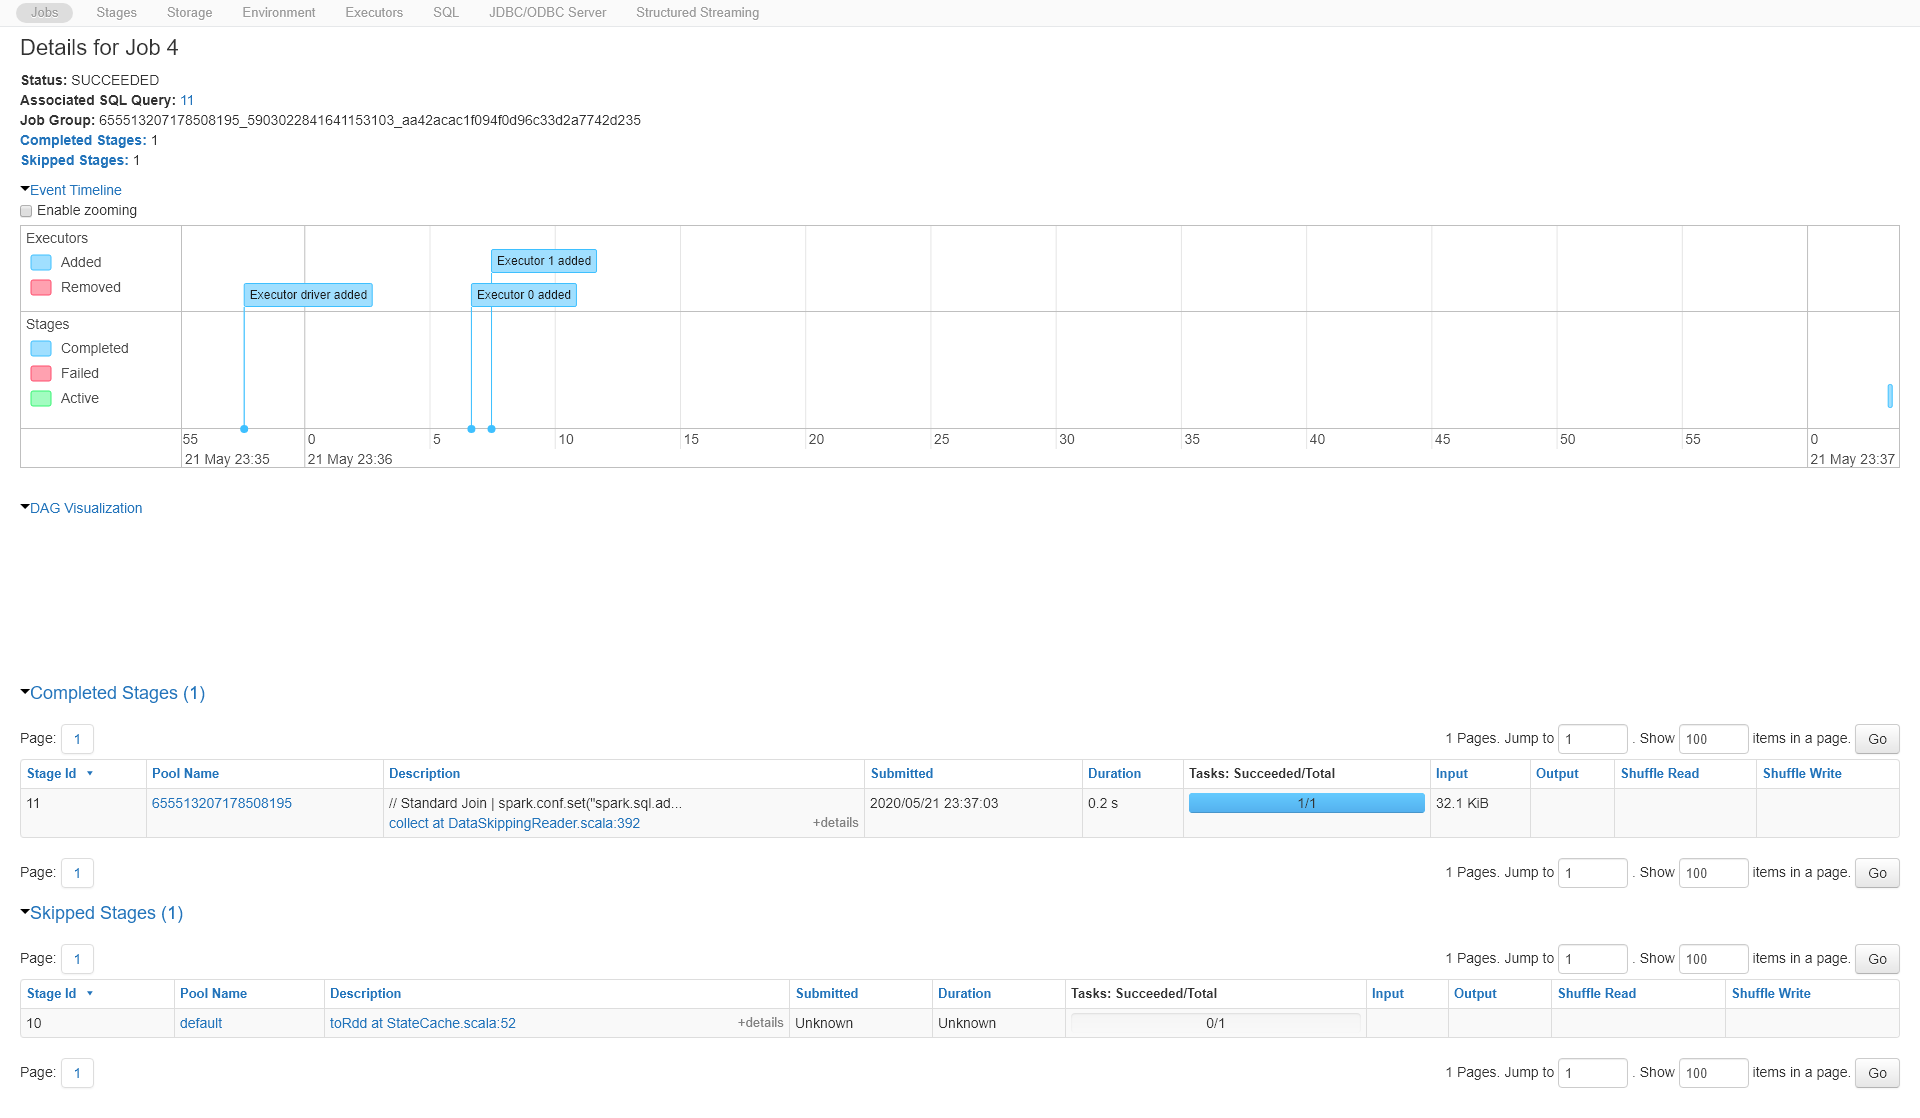 Jobs Stages Storage Environment Executors SQL JDBC/ODBC Server Structured Streaming
Details for Job 4
Status: SUCCEEDED
Associated SQL Query: 11
Job Group: 655513207178508195_5903022841641153103_aa42acac1f094f0d96c33d2a7742d235
Completed Stages: 1
Skipped Stages: 1
Event Timeline
Enable zooming
Executors
Added
Removed
Executor 1 added
Executor driver added
Executor 0 added
Stages
Completed
Failed
Active
55 0 5 10 15 20 25 30 35 40 45 50 55 0
21 May 23:35 21 May 23:36 21 May 23:37
DAG Visualization
Completed Stages (1)
Page: 1 1 Pages. Jump to 1 . Show 100 items in a page. Go
Stage Id Pool Name Description Submitted Duration Tasks: Succeeded/Total Input Output Shuffle Read Shuffle Write
11 655513207178508195 // Standard Join | spark.conf.set("spark.sql.ad... 2020/05/21 23:37:03 0.2 s 1/1 32.1 KiB
collect at DataSkippingReader.scala:392 +details
Page: 1 1 Pages. Jump to 1 . Show 100 items in a page. Go
Skipped Stages (1)
Page: 1 1 Pages. Jump to 1 . Show 100 items in a page. Go
Stage Id Pool Name Description Submitted Duration Tasks: Succeeded/Total Input Output Shuffle Read Shuffle Write
10 default toRdd at StateCache.scala:52 +details Unknown Unknown 0/1
Page: 1 1 Pages. Jump to 1 . Show 100 items in a page. Go